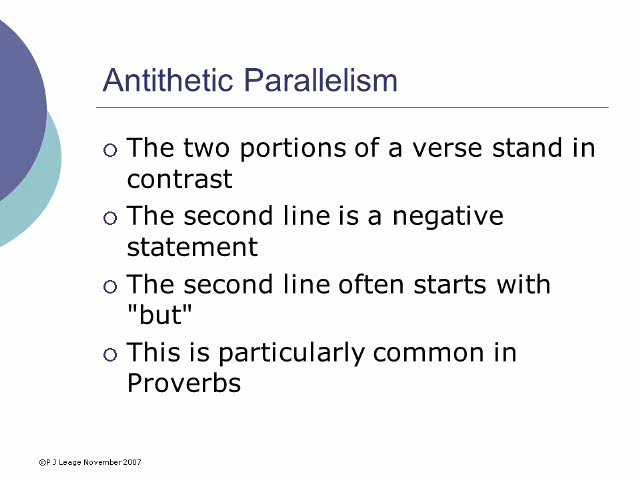 Antithetic Parallelism
The two portions of a verse stand in
contrast
The second line is a negative
statement
The second line often starts with
"but"
This is particularly common in
Proverbs
©P J Leage November 2007